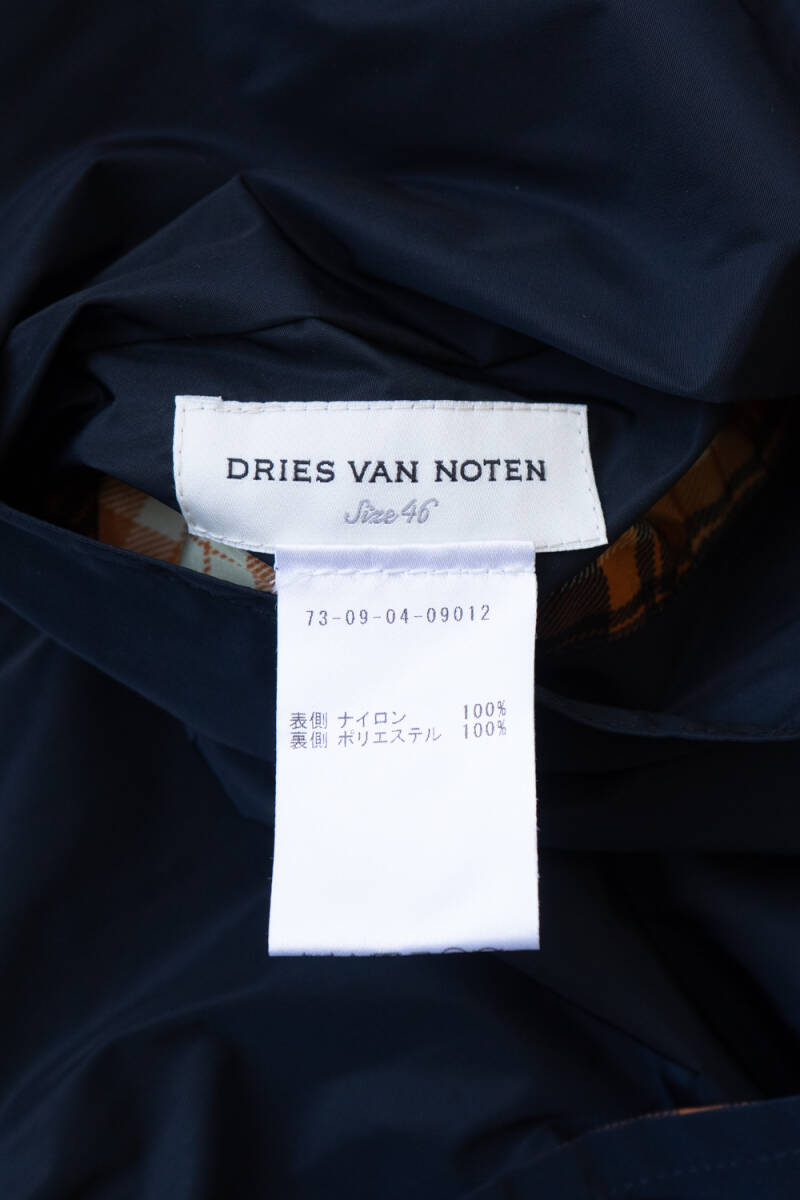 DRIES VAN NOTEN
Size 46
73-09-04-09012
表側 ナイロン 100%
裏側 ポリエステル 100%